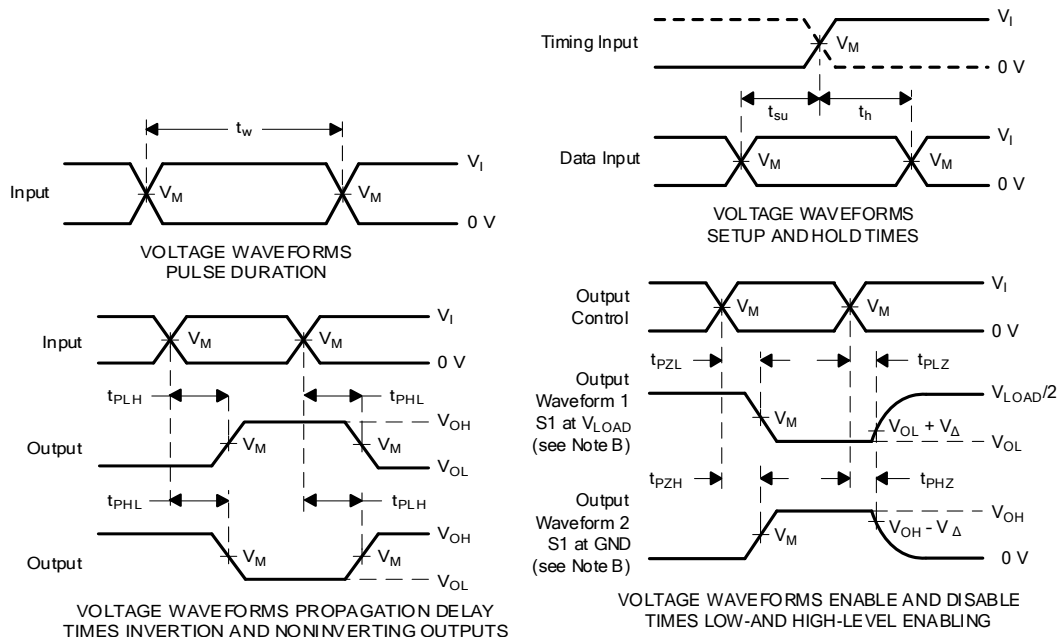 t_w
V_I
Input
V_M
V_M
0 V
VOLTAGE WAVEFORMS
PULSE DURATION
Timing Input
V_I
V_M
0 V
t_su
t_h
Data Input
V_I
V_M
V_M
0 V
VOLTAGE WAVEFORMS
SETUP AND HOLD TIMES
Input
V_I
V_M
V_M
0 V
t_PLH
t_PHL
Output
V_OH
V_M
V_M
V_OL
t_PHL
t_PLH
Output
V_OH
V_M
V_M
V_OL
VOLTAGE WAVEFORMS PROPAGATION DELAY
TIMES INVERTION AND NONINVERTING OUTPUTS
Output
Control
V_I
V_M
V_M
0 V
t_PZL
t_PLZ
Output
Waveform 1
S1 at V_LOAD
(see Note B)
V_LOAD/2
V_M
V_OL + V_Δ
V_OL
t_PZH
t_PHZ
Output
Waveform 2
S1 at GND
(see Note B)
V_OH
V_M
V_OH - V_Δ
0 V
VOLTAGE WAVEFORMS ENABLE AND DISABLE
TIMES LOW-AND HIGH-LEVEL ENABLING